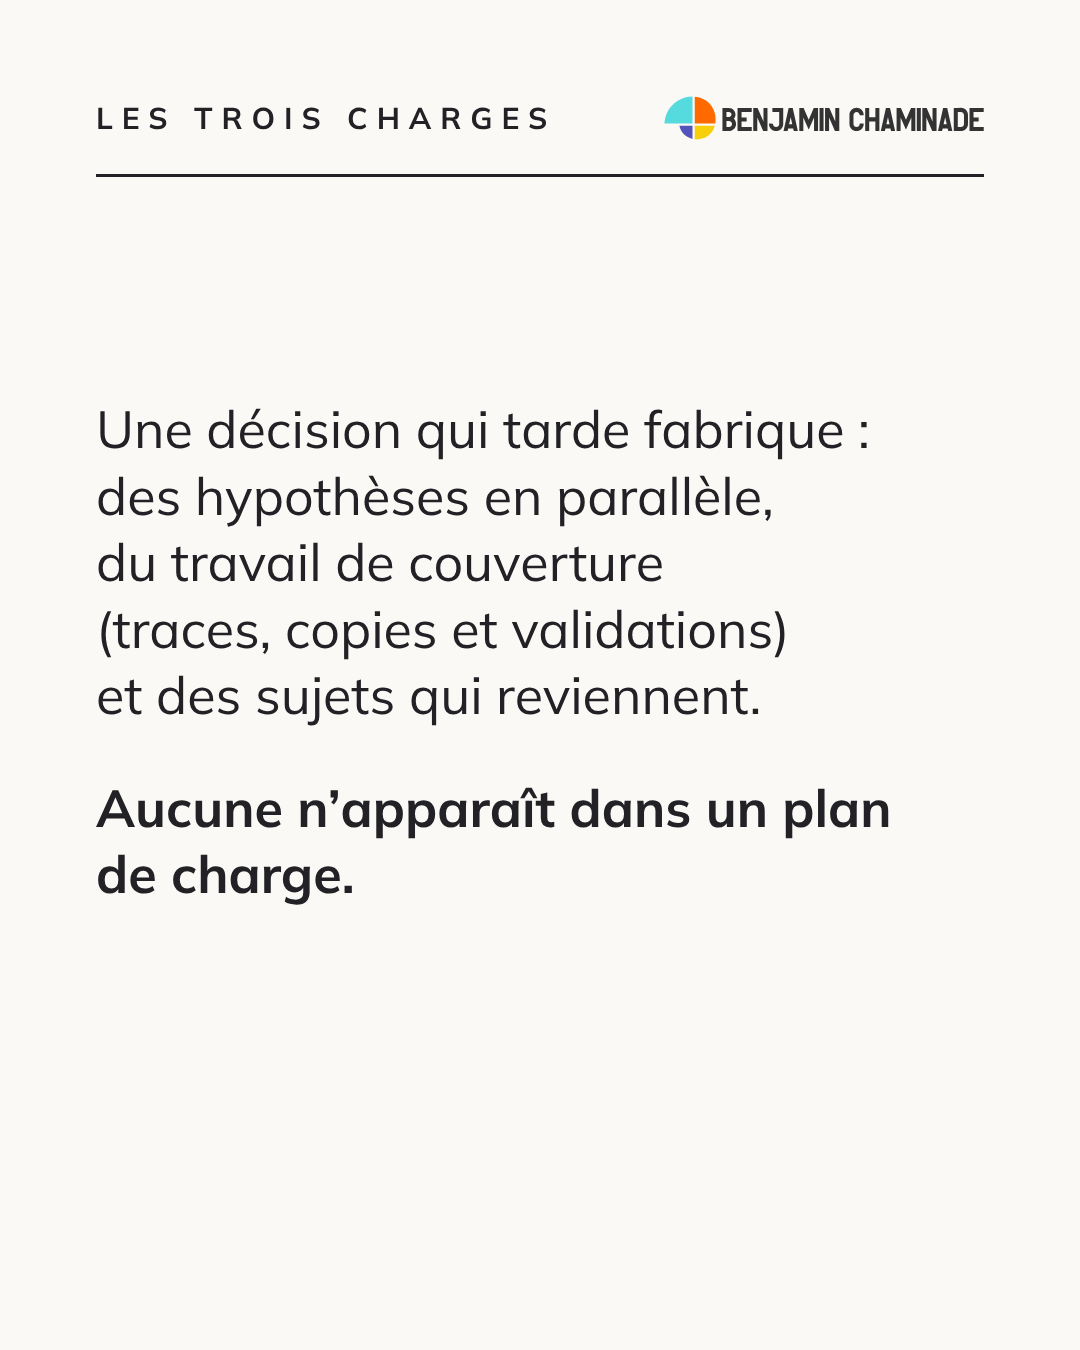 LES TROIS CHARGES
BENJAMIN CHAMINADE
Une décision qui tarde fabrique :
des hypothèses en parallèle,
du travail de couverture
(traces, copies et validations)
et des sujets qui reviennent.
Aucune n’apparaît dans un plan
de charge.